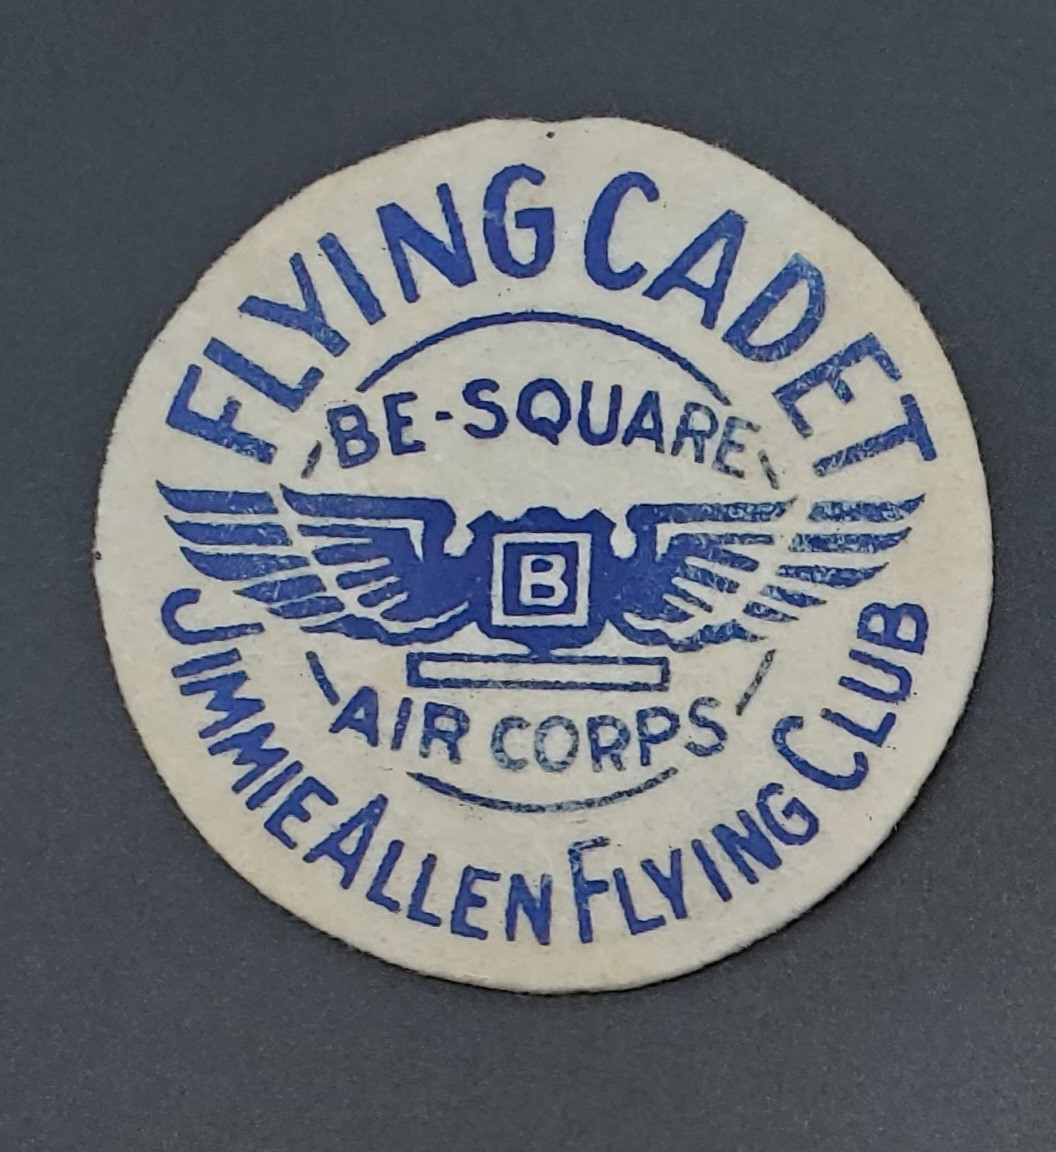 FLYING CADET
BE-SQUARE
B
AIR CORPS
JIMMIE ALLEN FLYING CLUB